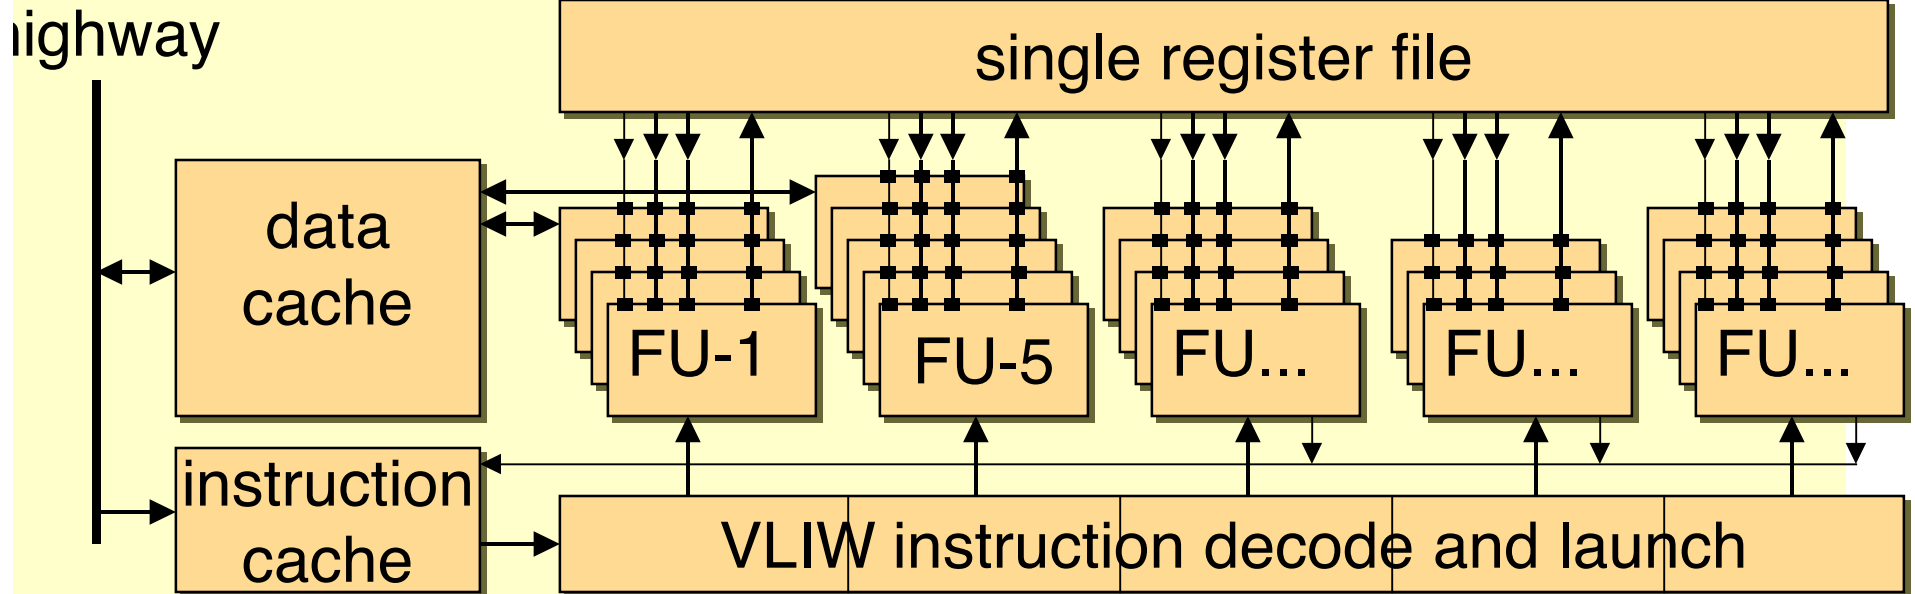 highway
single register file
data
cache
FU-1
FU-5
FU...
FU...
FU...
instruction
cache
VLIW instruction decode and launch